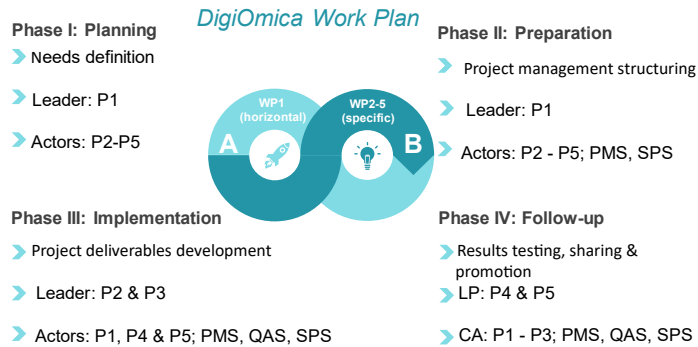 DigiOmica Work Plan
Phase I: Planning
Needs definition
Leader: P1
Actors: P2-P5
Phase II: Preparation
Project management structuring
Leader: P1
Actors: P2 - P5; PMS, SPS
WP1
(horizontal)
WP2-5
(specific)
A
B
Phase III: Implementation
Project deliverables development
Leader: P2 & P3
Actors: P1, P4 & P5; PMS, QAS, SPS
Phase IV: Follow-up
Results testing, sharing &
promotion
LP: P4 & P5
CA: P1 - P3; PMS, QAS, SPS